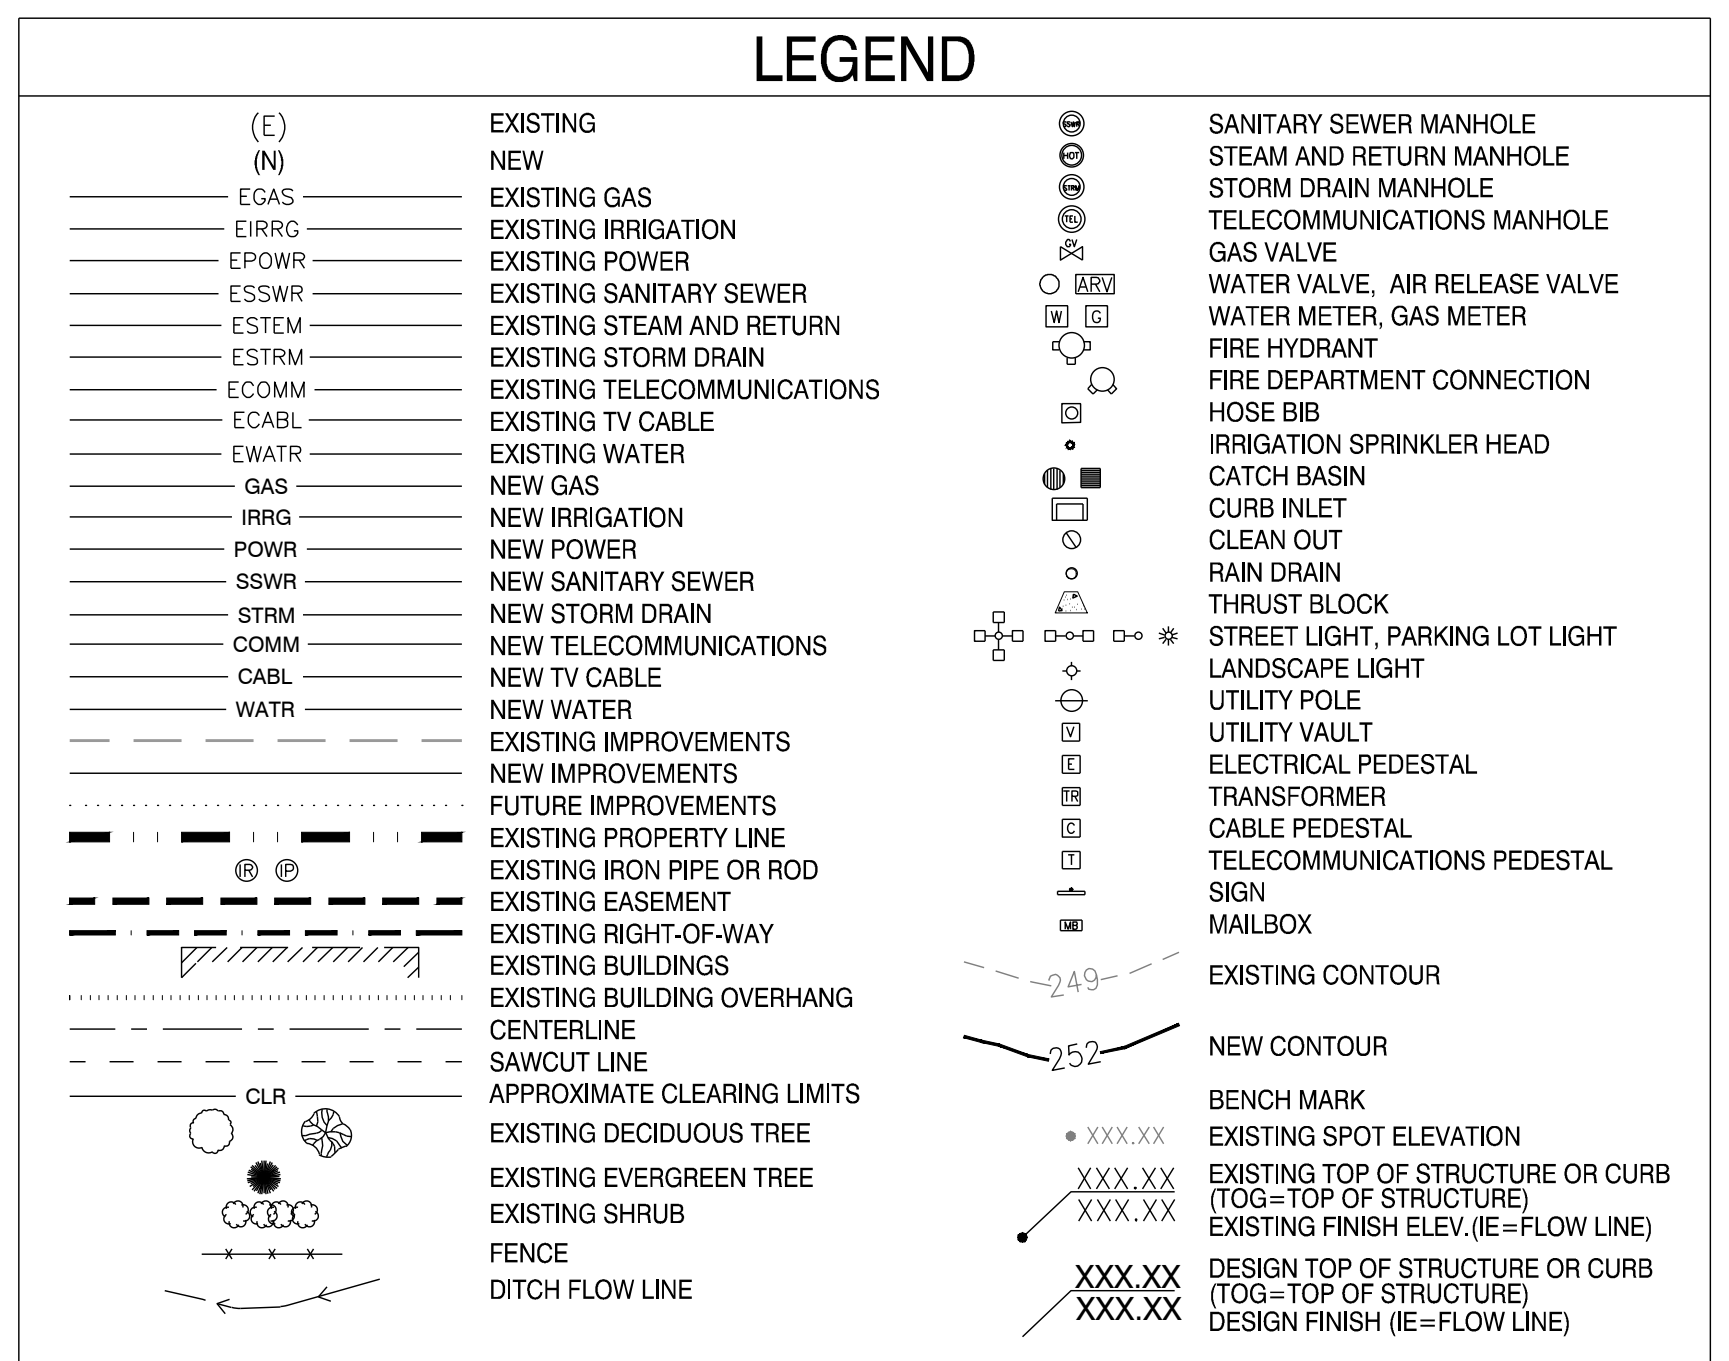 LEGEND
(E) EXISTING
(N) NEW
EGAS EXISTING GAS
EIRRG EXISTING IRRIGATION
EPOWR EXISTING POWER
ESSWR EXISTING SANITARY SEWER
ESTEM EXISTING STEAM AND RETURN
ESTRM EXISTING STORM DRAIN
ECOMM EXISTING TELECOMMUNICATIONS
ECABL EXISTING TV CABLE
EWATR EXISTING WATER
GAS NEW GAS
IRRG NEW IRRIGATION
POWR NEW POWER
SSWR NEW SANITARY SEWER
STRM NEW STORM DRAIN
COMM NEW TELECOMMUNICATIONS
CABL NEW TV CABLE
WATR NEW WATER
EXISTING IMPROVEMENTS
NEW IMPROVEMENTS
FUTURE IMPROVEMENTS
EXISTING PROPERTY LINE
IR IP EXISTING IRON PIPE OR ROD
EXISTING EASEMENT
EXISTING RIGHT-OF-WAY
EXISTING BUILDINGS
EXISTING BUILDING OVERHANG
CENTERLINE
SAWCUT LINE
CLR APPROXIMATE CLEARING LIMITS
EXISTING DECIDUOUS TREE
EXISTING EVERGREEN TREE
EXISTING SHRUB
FENCE
DITCH FLOW LINE
SSWR SANITARY SEWER MANHOLE
HOT STEAM AND RETURN MANHOLE
STRM STORM DRAIN MANHOLE
TEL TELECOMMUNICATIONS MANHOLE
GV GAS VALVE
ARV WATER VALVE, AIR RELEASE VALVE
W G WATER METER, GAS METER
FIRE HYDRANT
FIRE DEPARTMENT CONNECTION
HOSE BIB
IRRIGATION SPRINKLER HEAD
CATCH BASIN
CURB INLET
CLEAN OUT
RAIN DRAIN
THRUST BLOCK
STREET LIGHT, PARKING LOT LIGHT
LANDSCAPE LIGHT
UTILITY POLE
V UTILITY VAULT
E ELECTRICAL PEDESTAL
TR TRANSFORMER
C CABLE PEDESTAL
T TELECOMMUNICATIONS PEDESTAL
SIGN
MB MAILBOX
249 EXISTING CONTOUR
252 NEW CONTOUR
BENCH MARK
XXX.XX EXISTING SPOT ELEVATION
XXX.XX EXISTING TOP OF STRUCTURE OR CURB
(TOG=TOP OF STRUCTURE)
XXX.XX EXISTING FINISH ELEV.(IE=FLOW LINE)
XXX.XX DESIGN TOP OF STRUCTURE OR CURB
(TOG=TOP OF STRUCTURE)
XXX.XX DESIGN FINISH (IE=FLOW LINE)